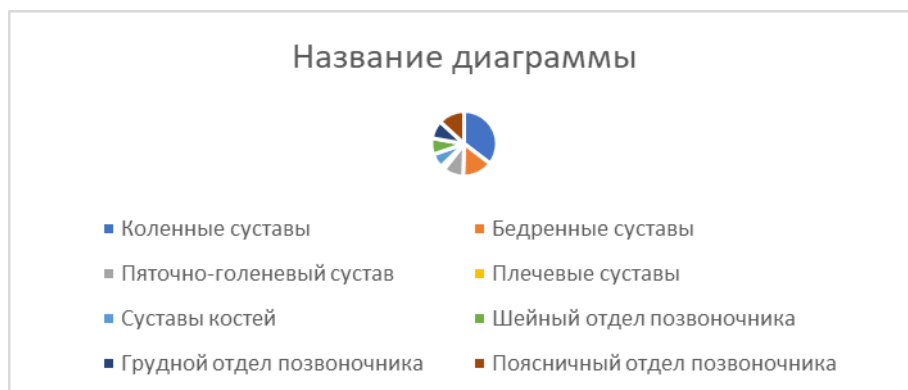 Название диаграммы
Коленные суставы
Бедренные суставы
Пяточно-голеневый сустав
Плечевые суставы
Суставы костей
Шейный отдел позвоночника
Грудной отдел позвоночника
Поясничный отдел позвоночника